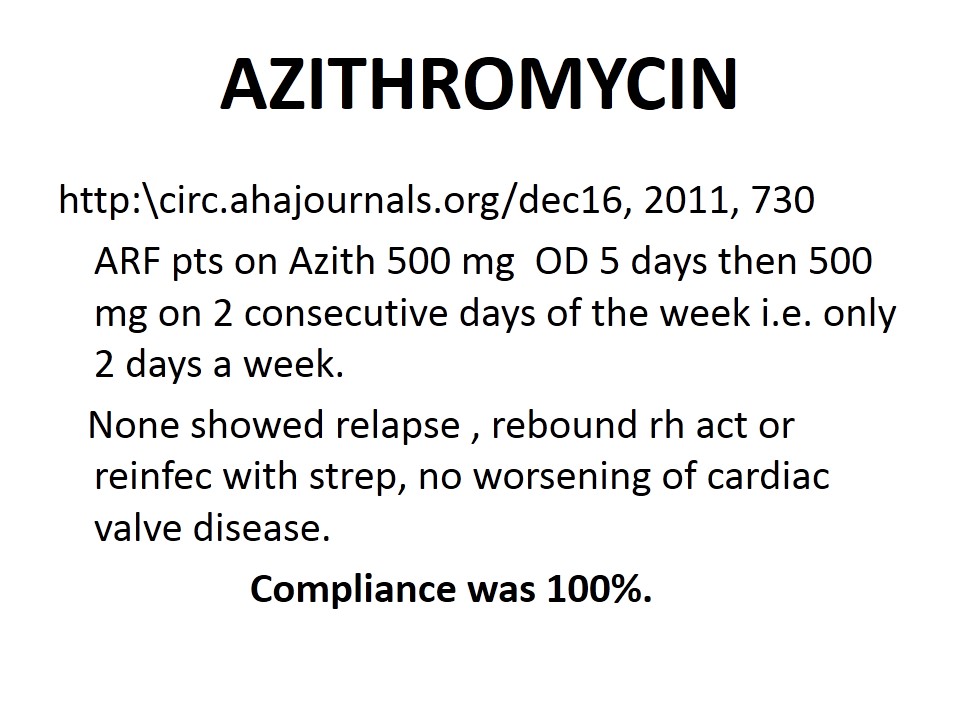 AZITHROMYCIN
http:\circ.ahajournals.org/dec16, 2011, 730
ARF pts on Azith 500 mg  OD 5 days then 500
mg on 2 consecutive days of the week i.e. only
2 days a week.
None showed relapse , rebound rh act or
reinfec with strep, no worsening of cardiac
valve disease.
Compliance was 100%.